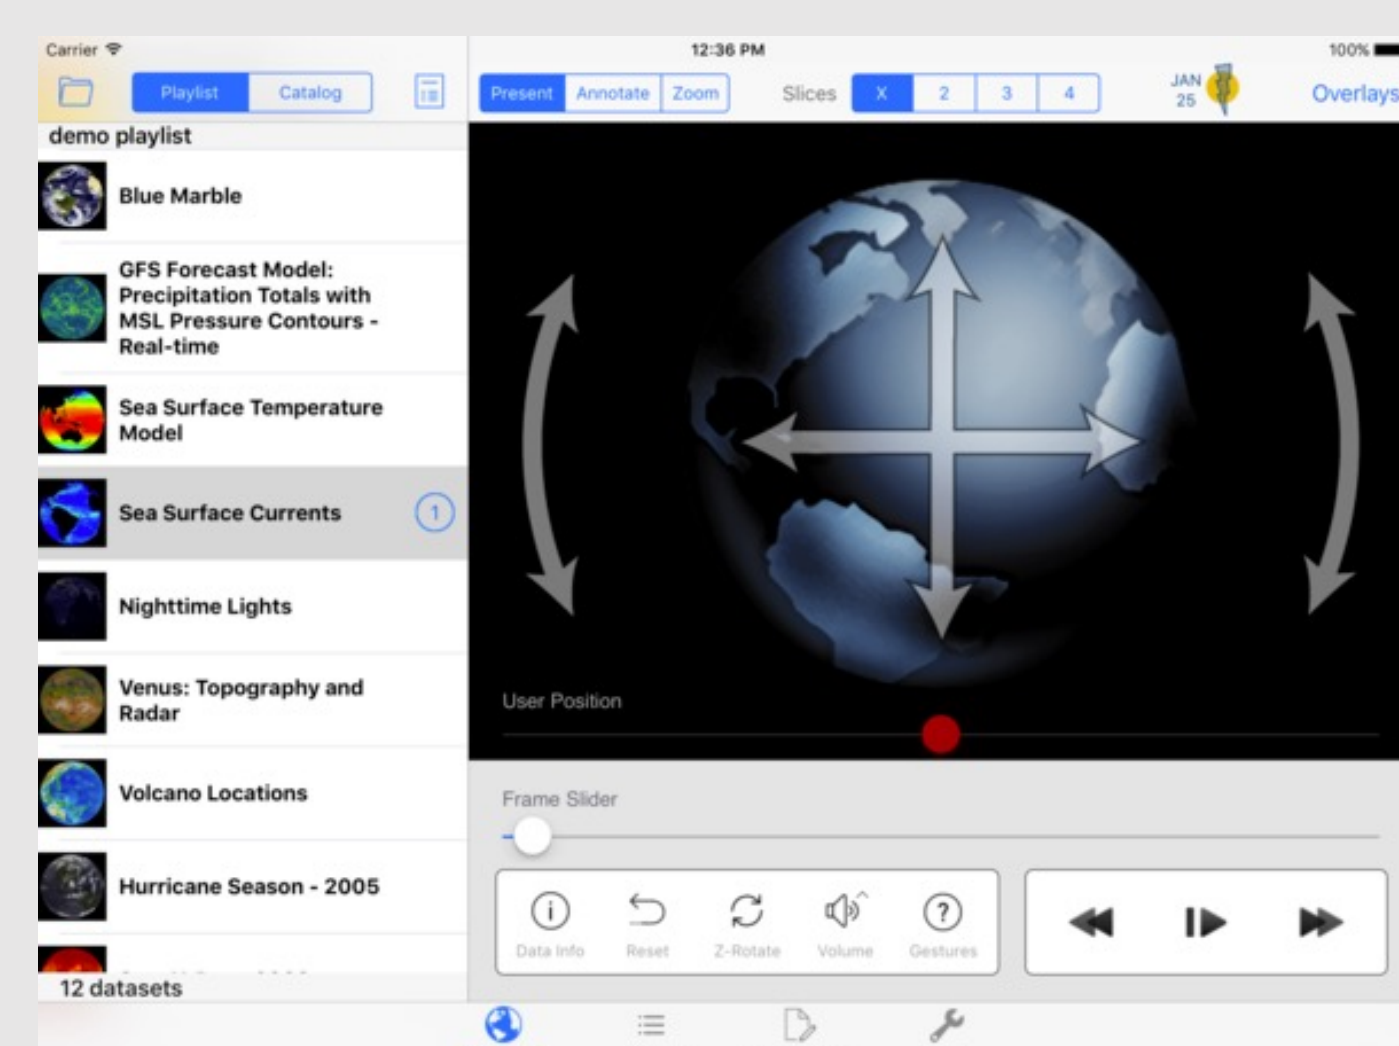 Carrier
12:36 PM
100%
Playlist
Catalog
Present
Annotate
Zoom
Slices
X
2
3
4
JAN
25
Overlays
demo playlist
Blue Marble
GFS Forecast Model:
Precipitation Totals with
MSL Pressure Contours -
Real-time
Sea Surface Temperature
Model
Sea Surface Currents
1
Nighttime Lights
Venus: Topography and
Radar
Volcano Locations
Hurricane Season - 2005
12 datasets
User Position
Frame Slider
Data Info
Reset
Z-Rotate
Volume
Gestures